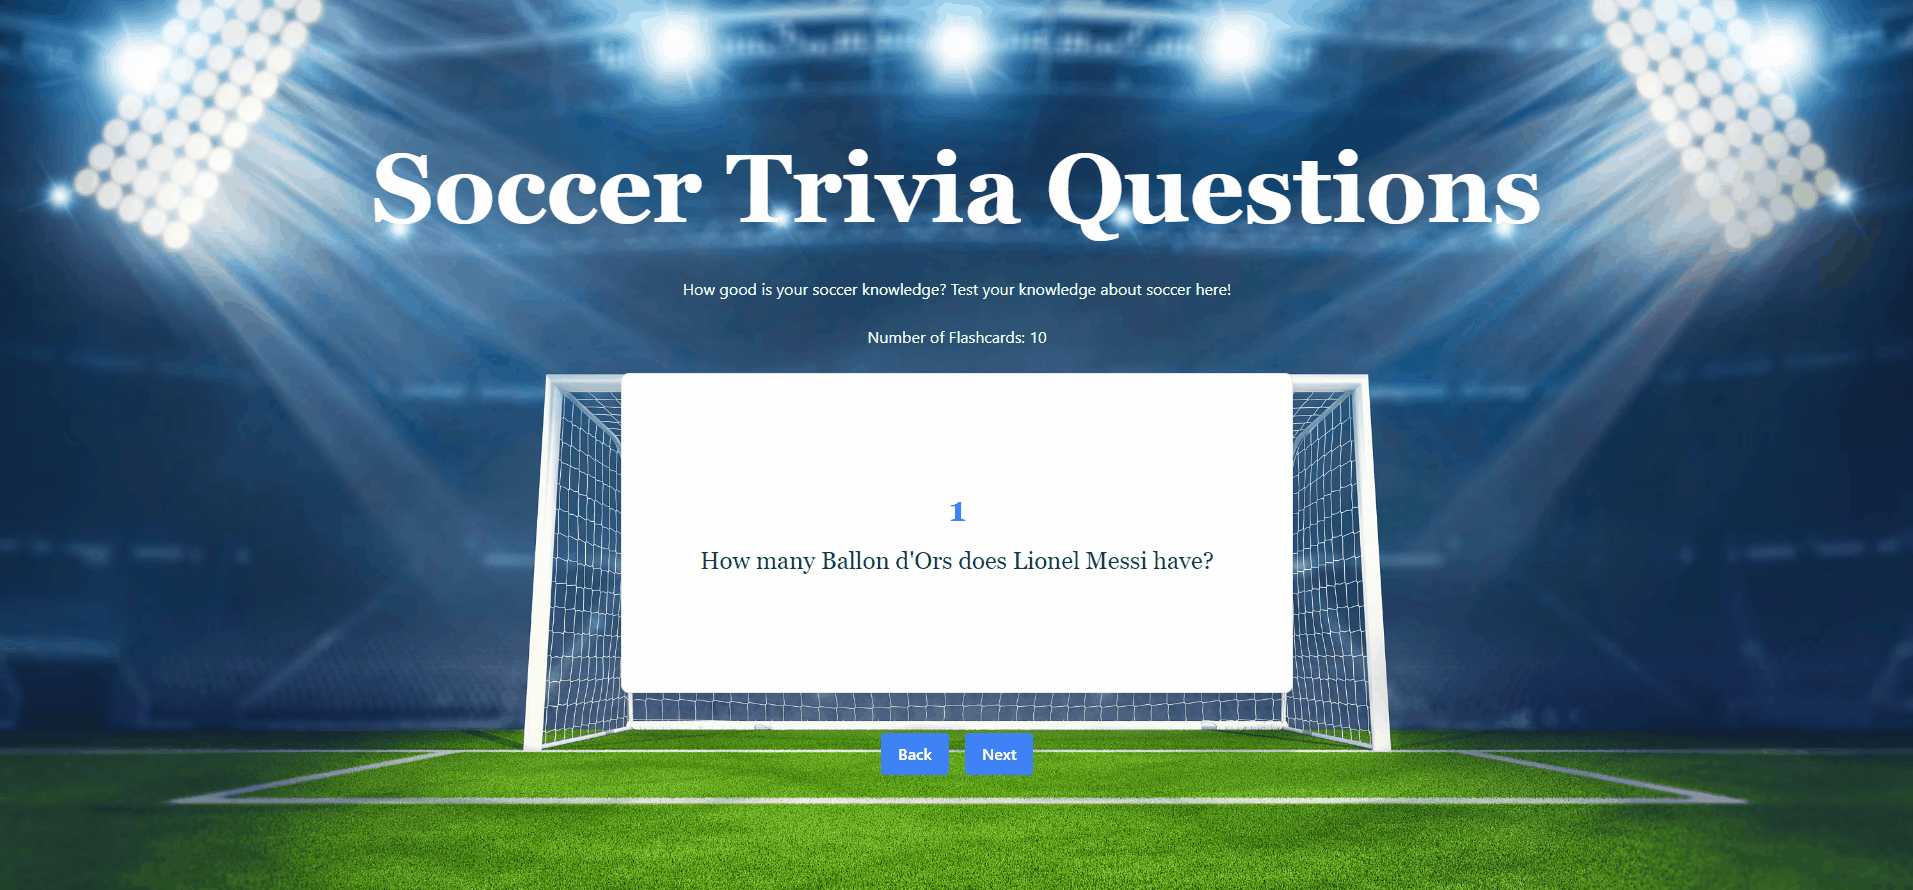 Soccer Trivia Questions
How good is your soccer knowledge? Test your knowledge about soccer here!
Number of Flashcards: 10
1
How many Ballon d'Ors does Lionel Messi have?
Back Next